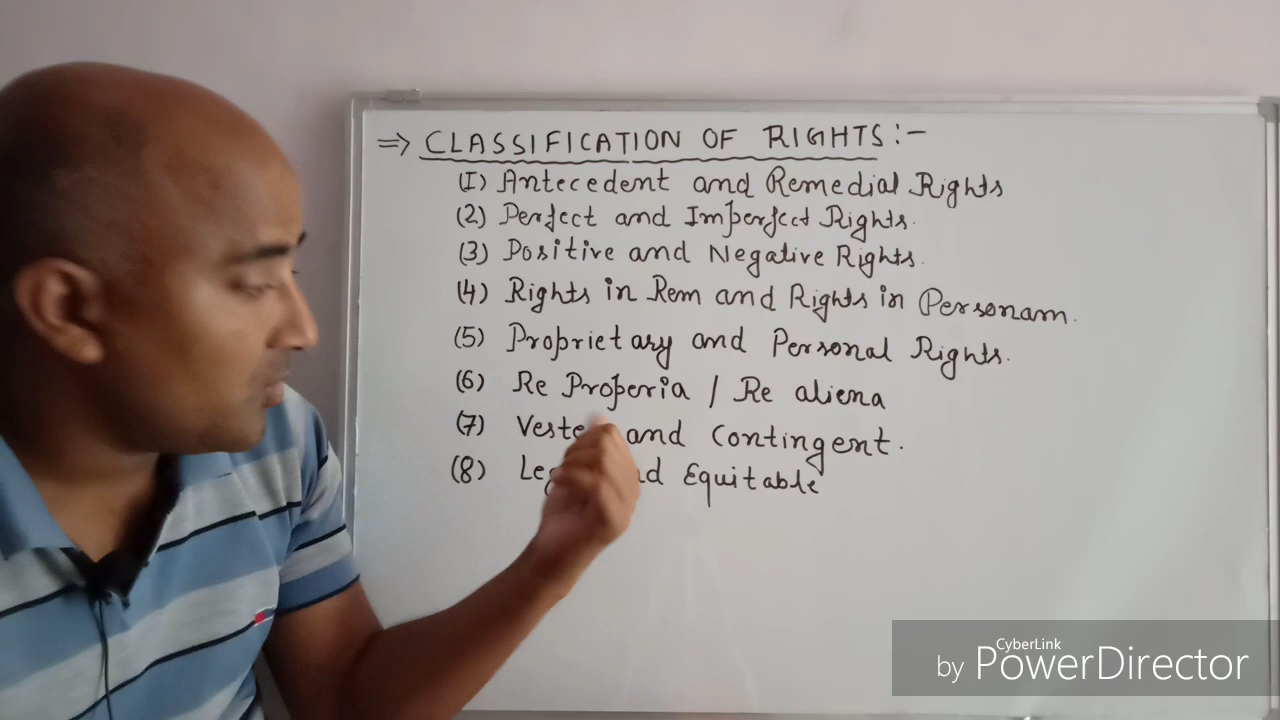 ⇒ CLASSIFICATION OF RIGHTS:-
(1) Antecedent and Remedial Rights
(2) Perfect and Imperfect Rights.
(3) Positive and Negative Rights.
(4) Rights in Rem and Rights in Personam.
(5) Proprietary and Personal Rights.
(6) Re Properia / Re aliena
(7) and Contingent.
(8) Equitable
CyberLink
by PowerDirector